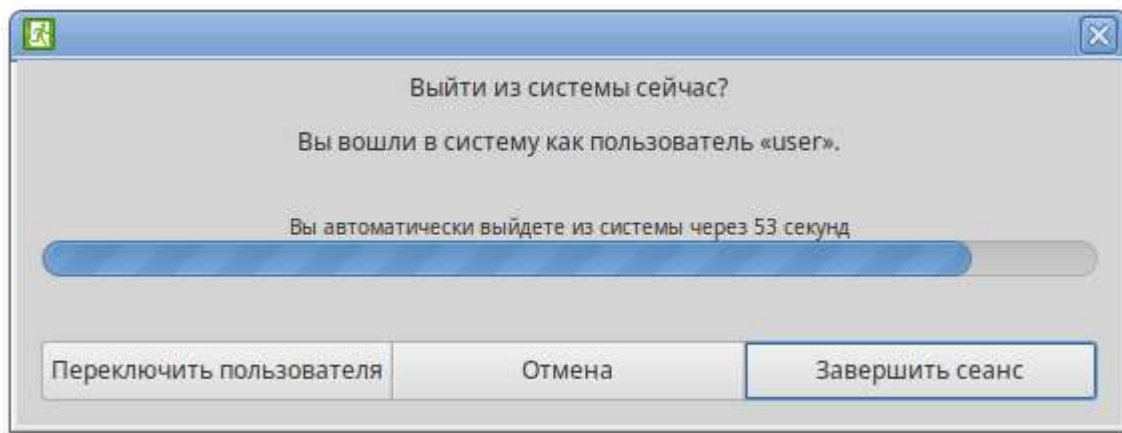 Выйти из системы сейчас?
Вы вошли в систему как пользователь «user».
Вы автоматически выйдете из системы через 53 секунд
Переключить пользователя
Отмена
Завершить сеанс